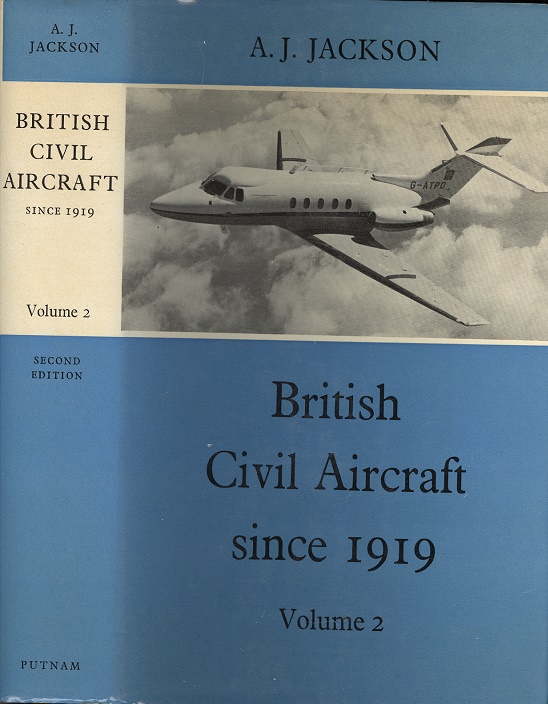 A. J.
JACKSON
BRITISH
CIVIL
AIRCRAFT
SINCE 1919
Volume 2
SECOND
EDITION
PUTNAM
A. J. JACKSON
G-ATPD
British
Civil Aircraft
since 1919
Volume 2